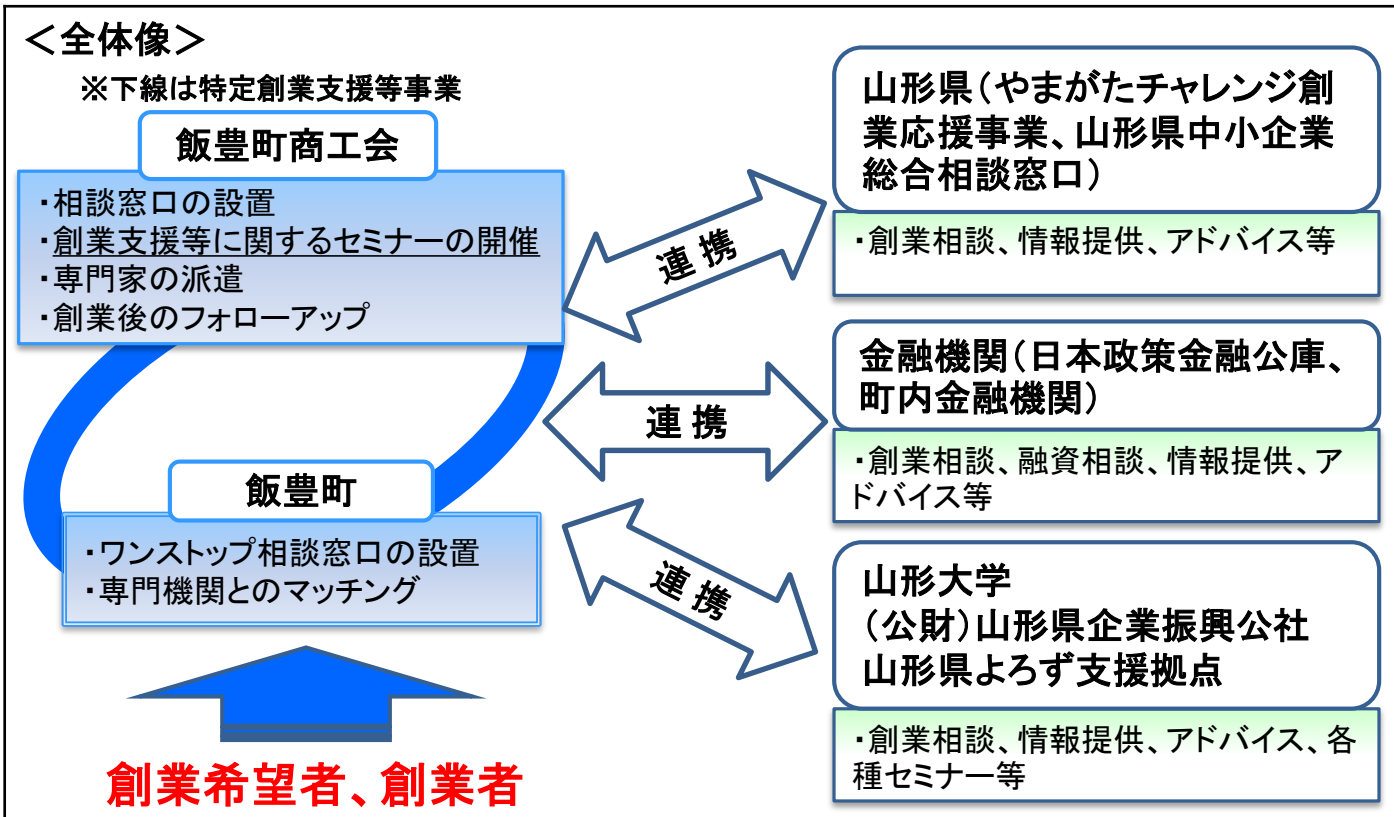 ＜全体像＞
※下線は特定創業支援等事業
飯豊町商工会
・相談窓口の設置
・創業支援等に関するセミナーの開催
・専門家の派遣
・創業後のフォローアップ
飯豊町
・ワンストップ相談窓口の設置
・専門機関とのマッチング
創業希望者、創業者
連 携
連 携
連 携
山形県（やまがたチャレンジ創
業応援事業、山形県中小企業
総合相談窓口）
・創業相談、情報提供、アドバイス等
金融機関（日本政策金融公庫、
町内金融機関）
・創業相談、融資相談、情報提供、ア
ドバイス等
山形大学
（公財）山形県企業振興公社
山形県よろず支援拠点
・創業相談、情報提供、アドバイス、各
種セミナー等